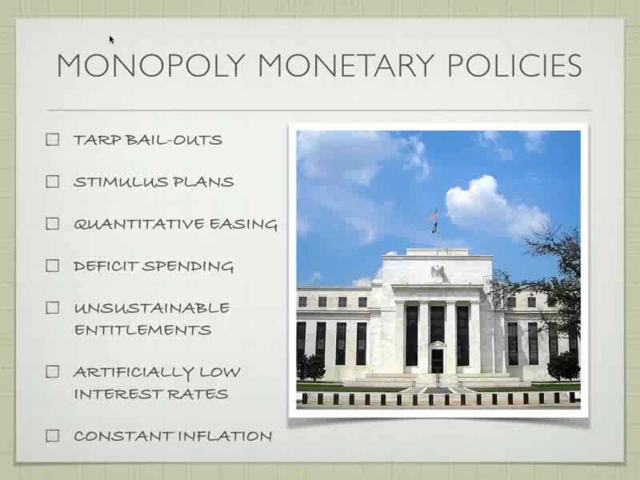 MONOPOLY MONETARY POLICIES
TARP BAIL-OUTS
STIMULUS PLANS
QUANTITATIVE EASING
DEFICIT SPENDING
UNSUSTAINABLE
ENTITLEMENTS
ARTIFICIALLY LOW
INTEREST RATES
CONSTANT INFLATION